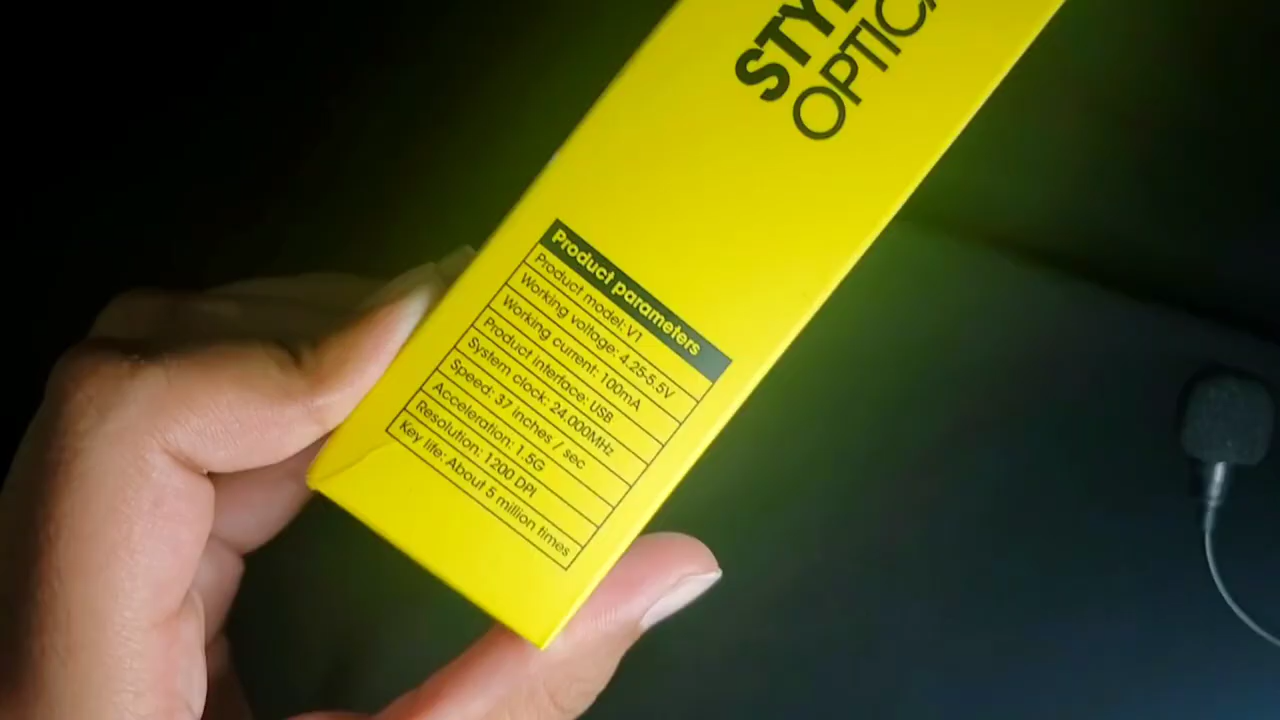 OPTIC
Product parameters
Product model: V1
Working voltage: 4.25-5.5V
Working current: 100mA
Product interface: USB
System clock: 24.000MHz
Speed: 37 inches / sec
Acceleration: 1.5G
Resolution: 1200 DPI
Key life: About 5 million times